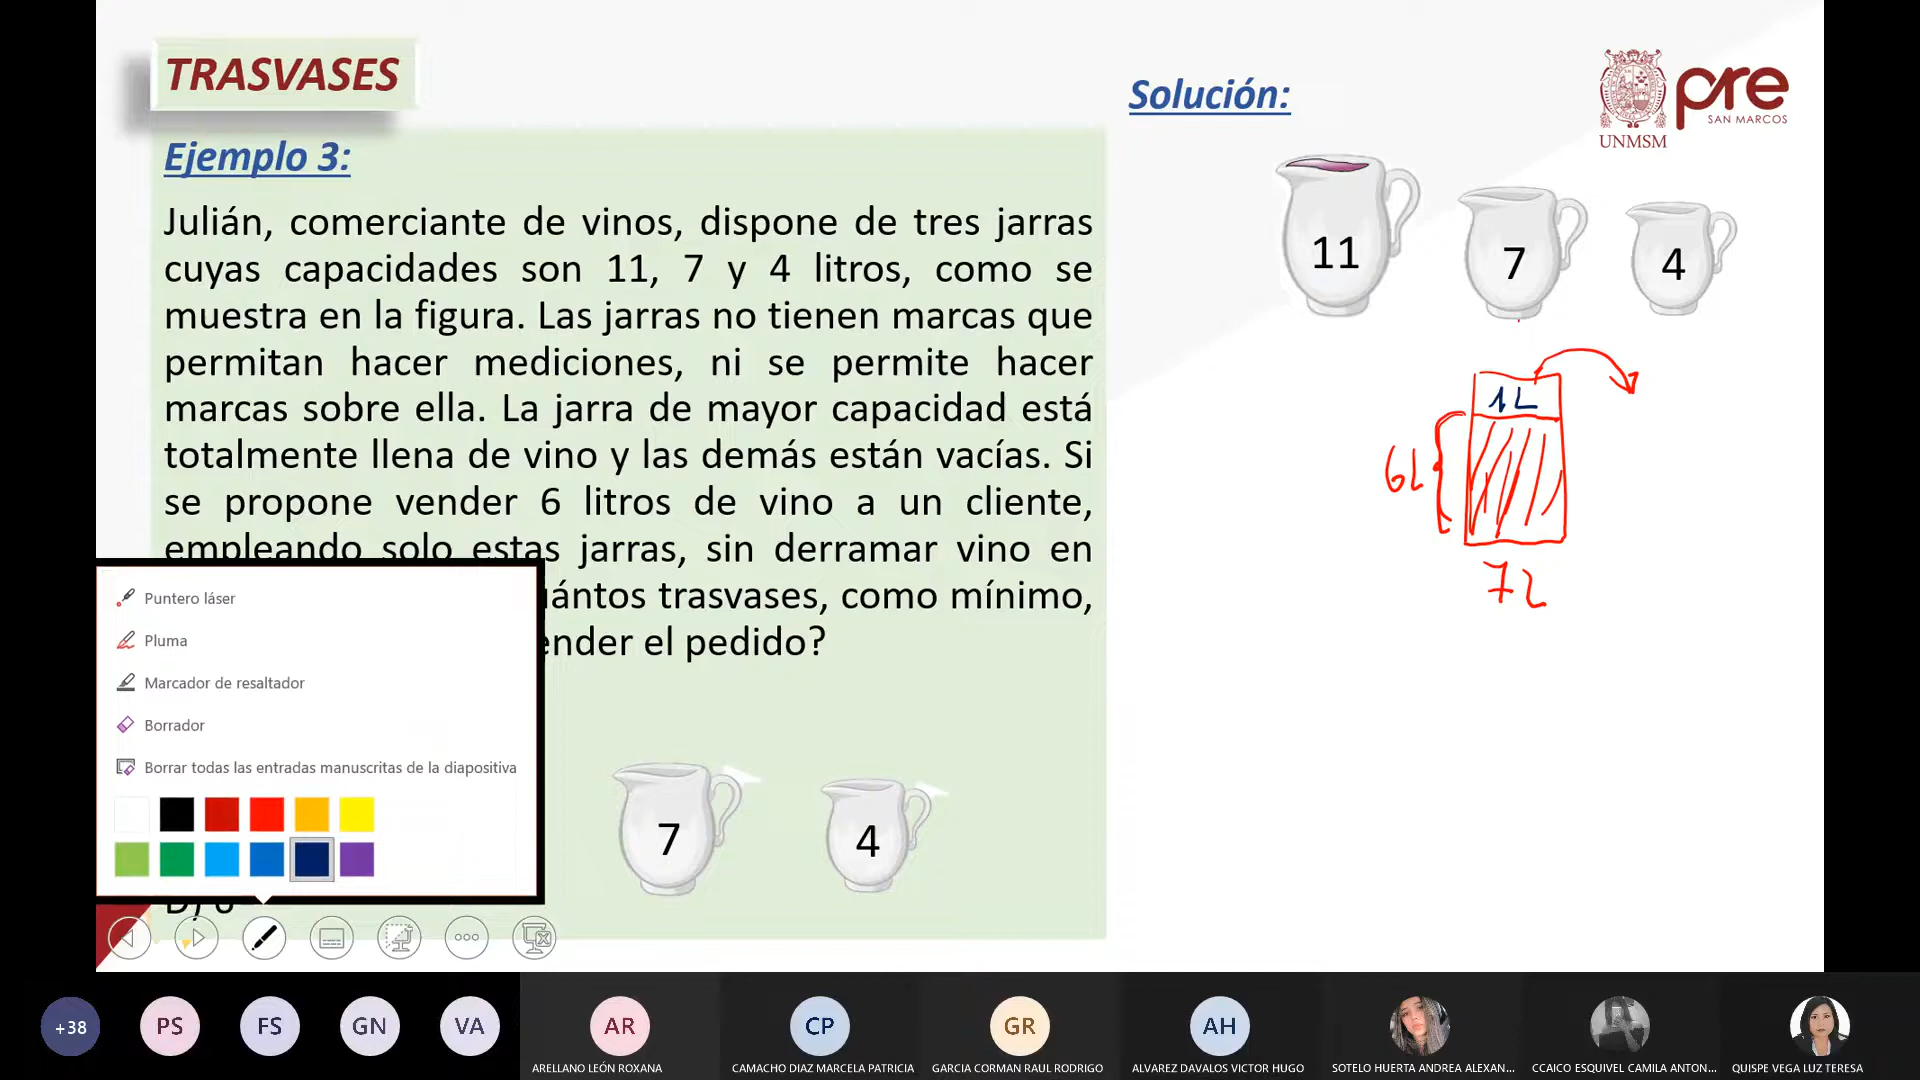 TRASVASES
Solución:
pre
SAN MARCOS
UNMSM
Ejemplo 3:
Julián, comerciante de vinos, dispone de tres jarras
cuyas capacidades son 11, 7 y 4 litros, como se
muestra en la figura. Las jarras no tienen marcas que
permitan hacer mediciones, ni se permite hacer
marcas sobre ella. La jarra de mayor capacidad está
totalmente llena de vino y las demás están vacías. Si
se propone vender 6 litros de vino a un cliente,
empleando solo estas jarras, sin derramar vino en
uántos trasvases, como mínimo,
ender el pedido?
11
7
4
1L
6L
7L
Puntero láser
Pluma
Marcador de resaltador
Borrador
Borrar todas las entradas manuscritas de la diapositiva
7
4
+38
PS
FS
GN
VA
AR
CP
GR
AH
ARELLANO LEÓN ROXANA
CAMACHO DIAZ MARCELA PATRICIA
GARCIA CORMAN RAUL RODRIGO
ALVAREZ DAVALOS VICTOR HUGO
SOTELO HUERTA ANDREA ALEXAN...
CCAICO ESQUIVEL CAMILA ANTON...
QUISPE VEGA LUZ TERESA